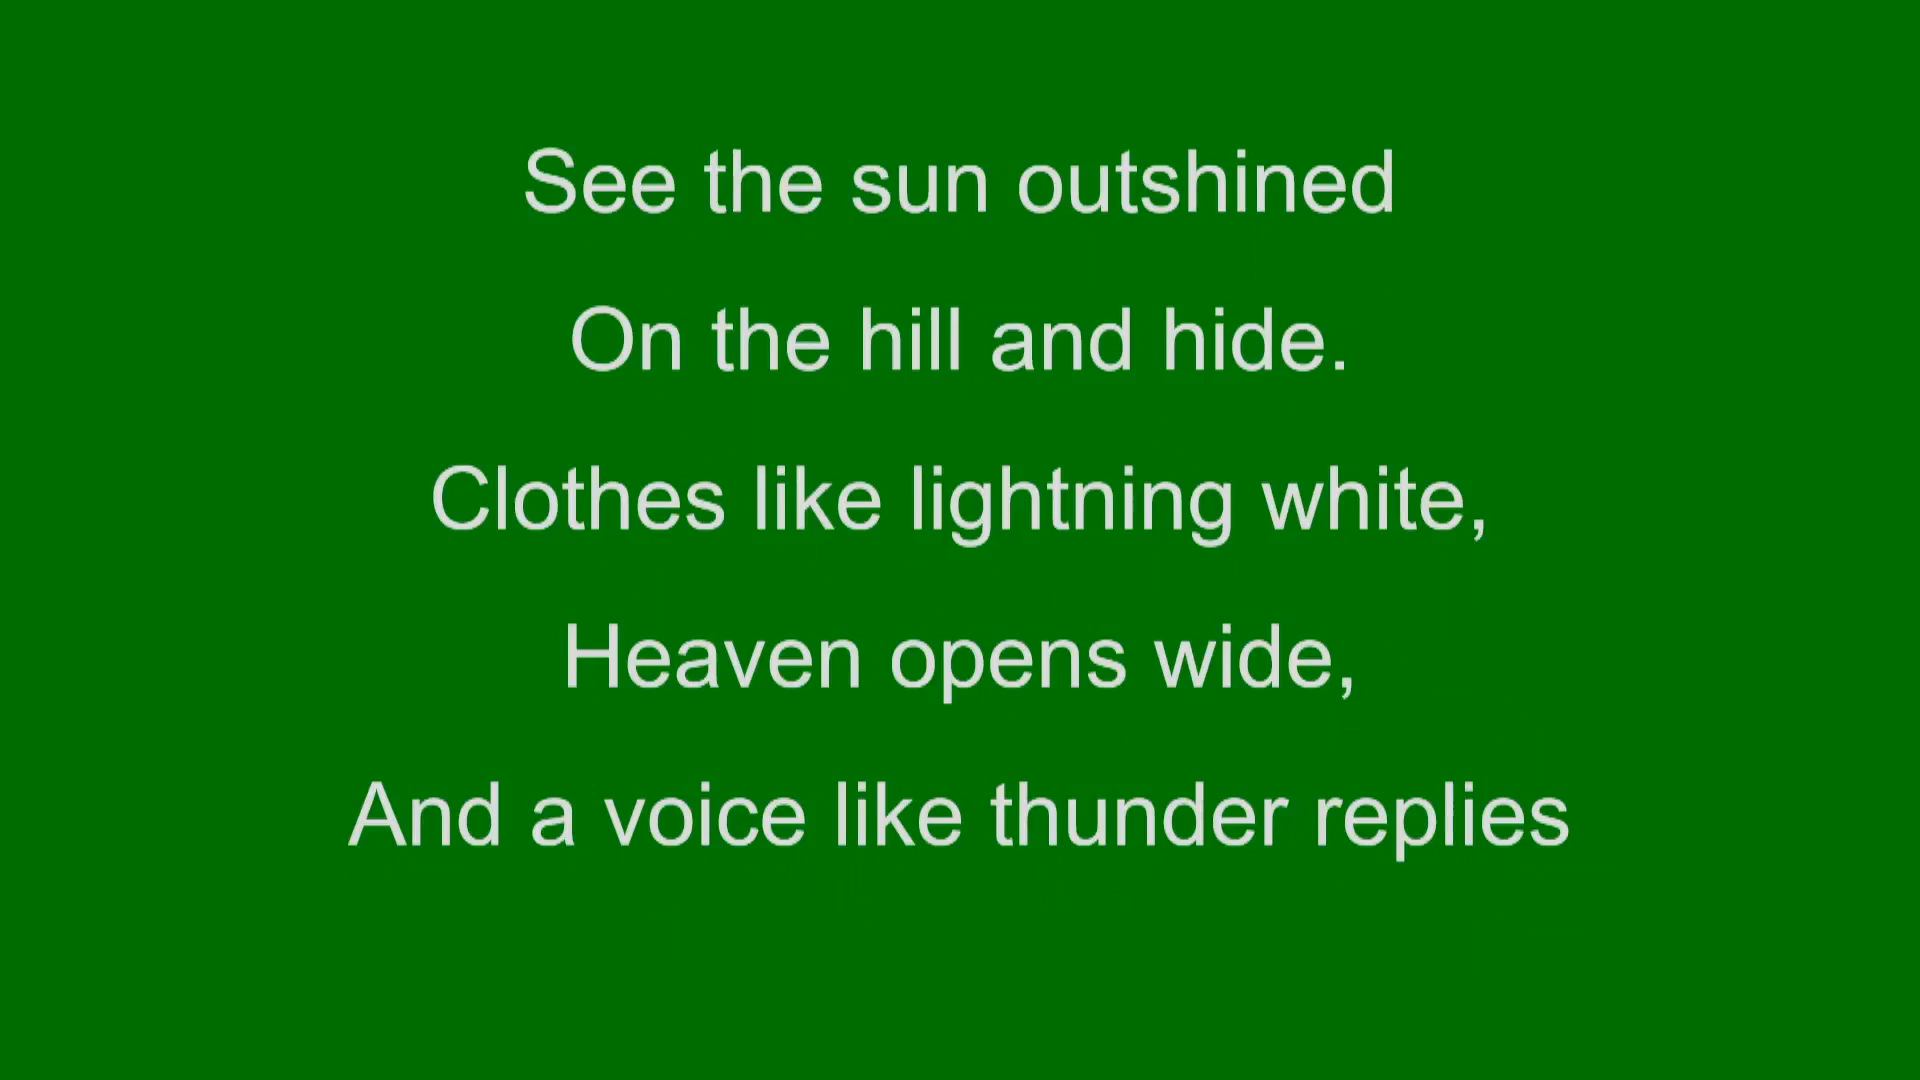 See the sun outshined
On the hill and hide.
Clothes like lightning white,
Heaven opens wide,
And a voice like thunder replies